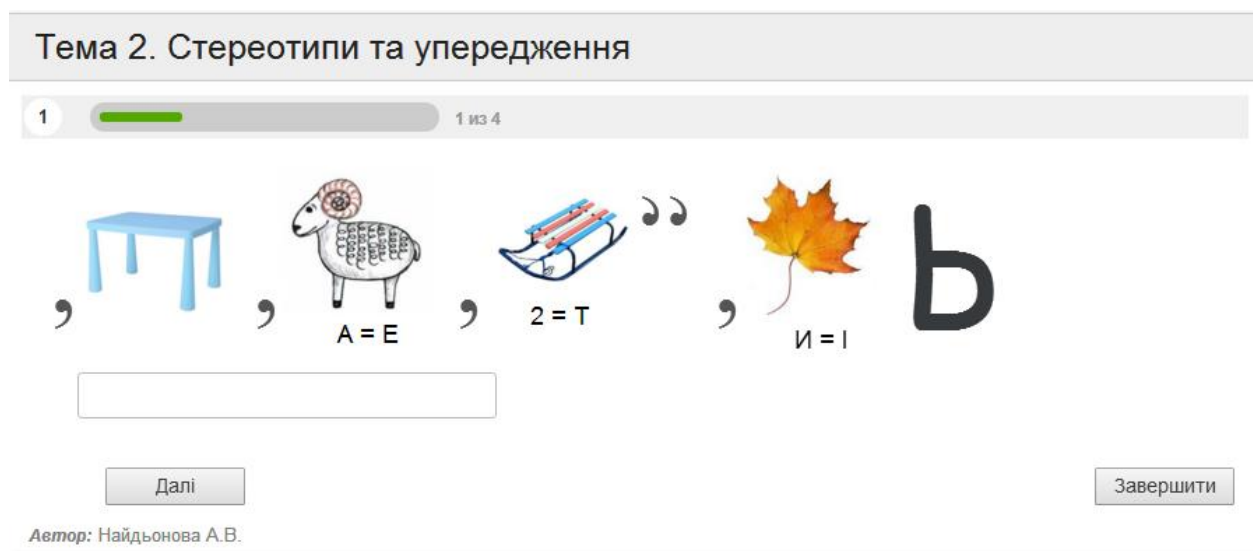 Тема 2. Стереотипи та упередження
1 1 из 4
, , А = Е , 2 = Т ,, , И = І Ь
Далі Завершити
Автор: Найдьонова А.В.